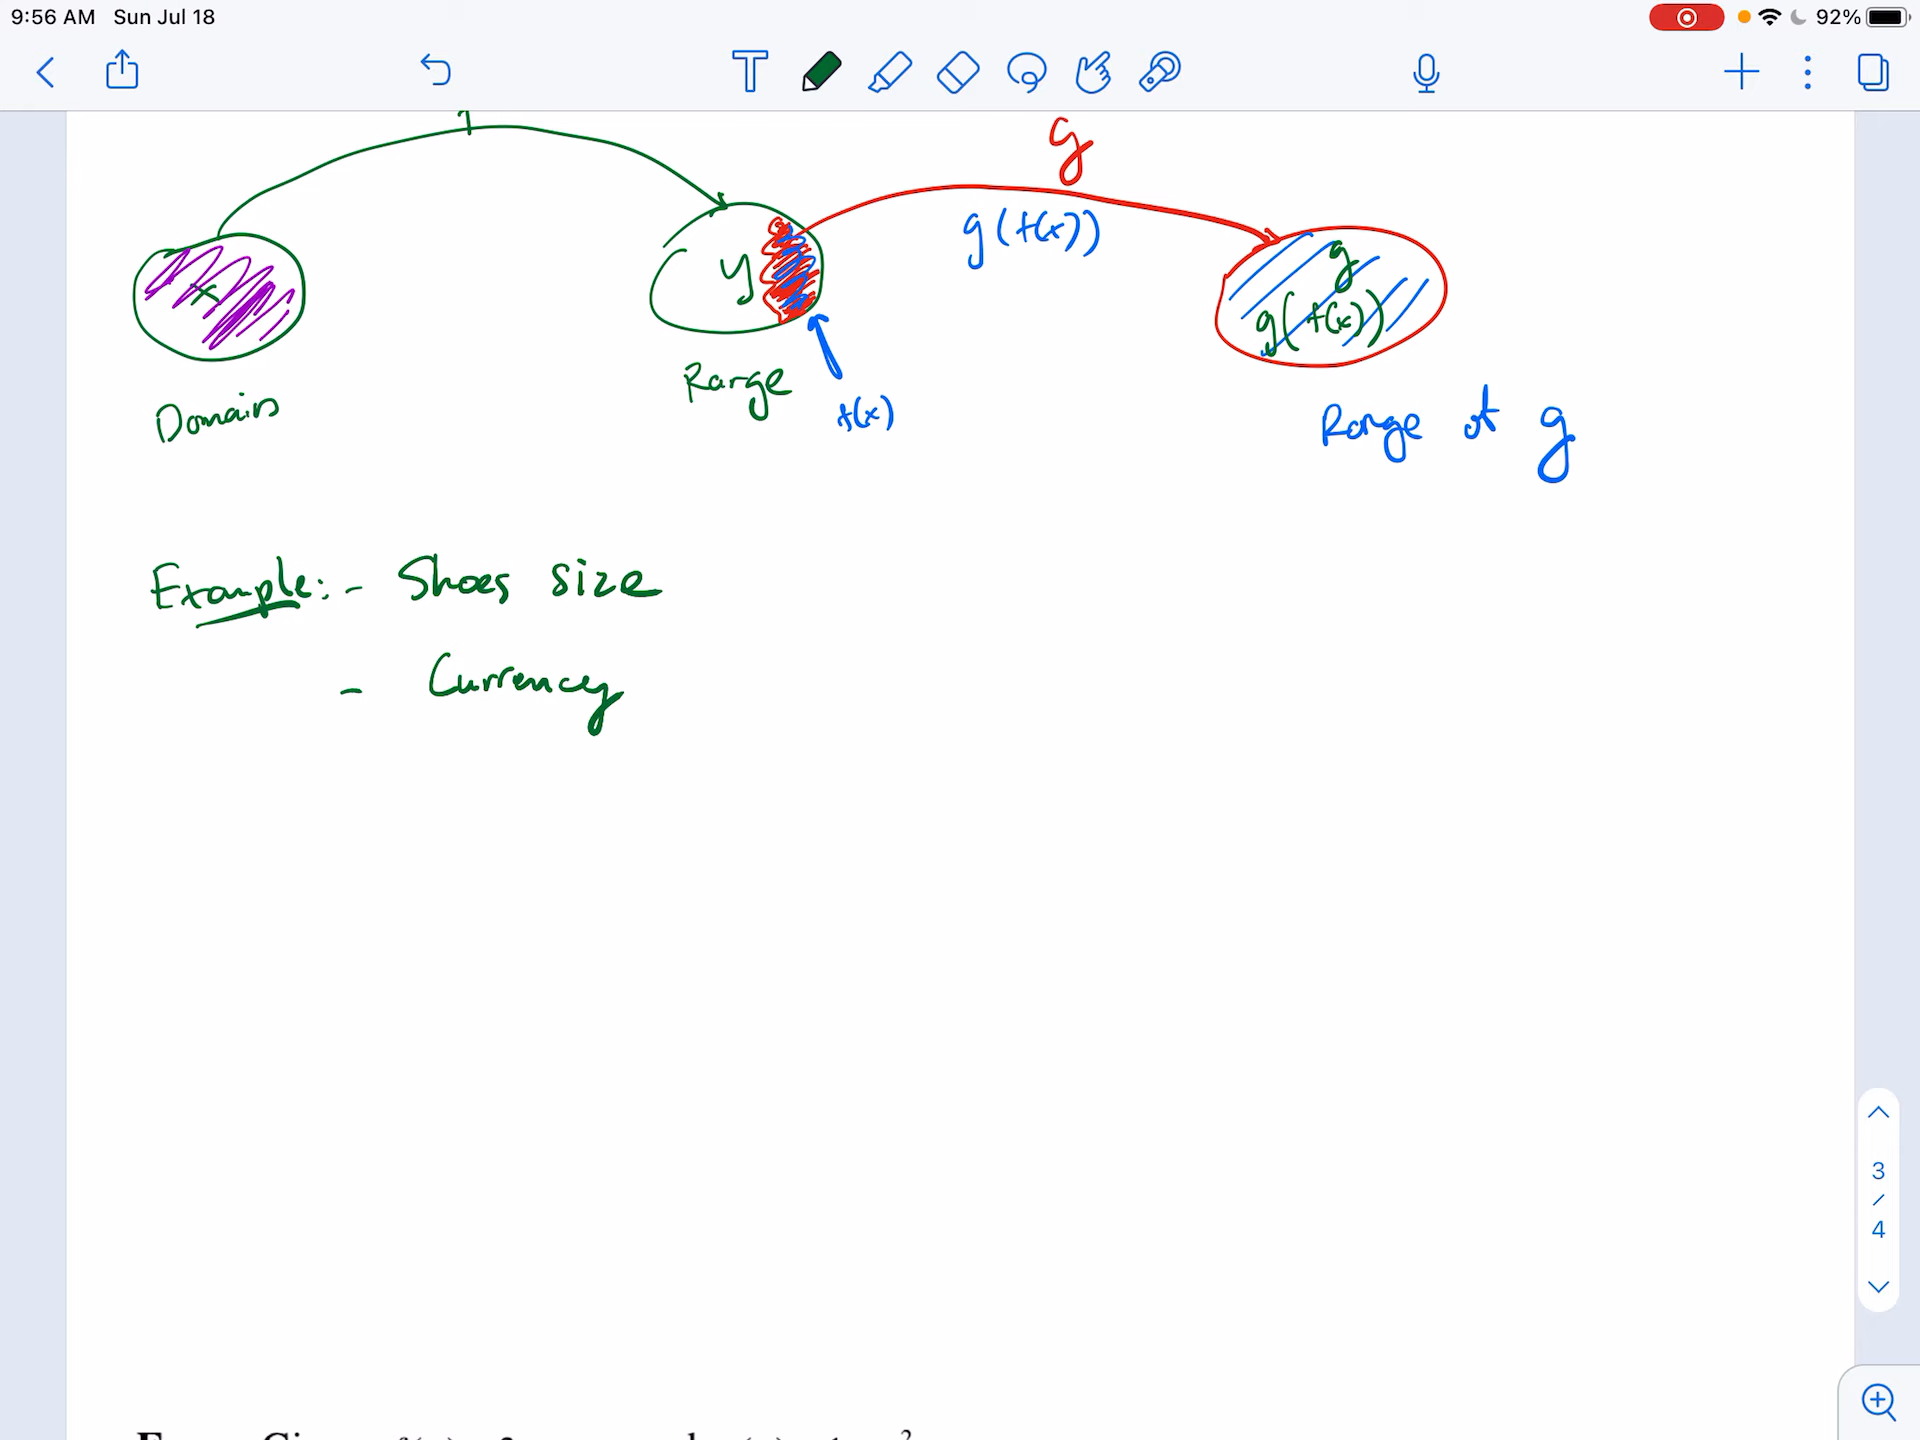 9:56 AM Sun Jul 18 92%
g
g(f(x))
x
y
g
g(f(x))
Domain
Range
f(x)
Range of g
Example: - Shoes size
- Currency
3
/
4